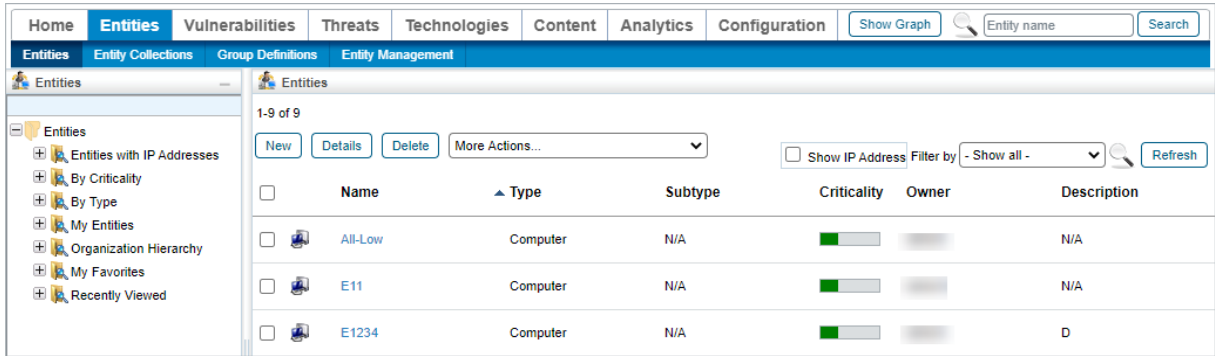 Home Entities Vulnerabilities Threats Technologies Content Analytics Configuration Show Graph Entity name Search
Entities Entity Collections Group Definitions Entity Management
Entities
Entities
Entities with IP Addresses
By Criticality
By Type
My Entities
Organization Hierarchy
My Favorites
Recently Viewed
Entities
1-9 of 9
New Details Delete More Actions... Show IP Address Filter by - Show all - Refresh
Name Type Subtype Criticality Owner Description
All-Low Computer N/A N/A
E11 Computer N/A N/A
E1234 Computer N/A D